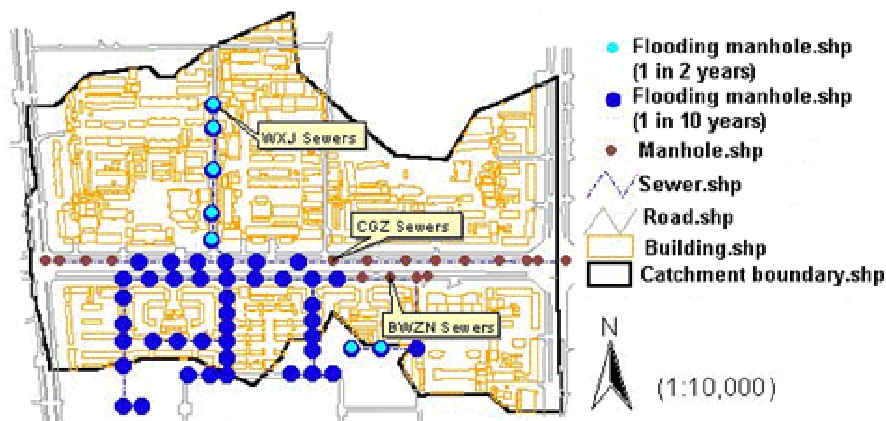 WXJ Sewers
CGZ Sewers
BWZN Sewers
Flooding manhole.shp
(1 in 2 years)
Flooding manhole.shp
(1 in 10 years)
Manhole.shp
Sewer.shp
Road.shp
Building.shp
Catchment boundary.shp
N
(1:10,000)